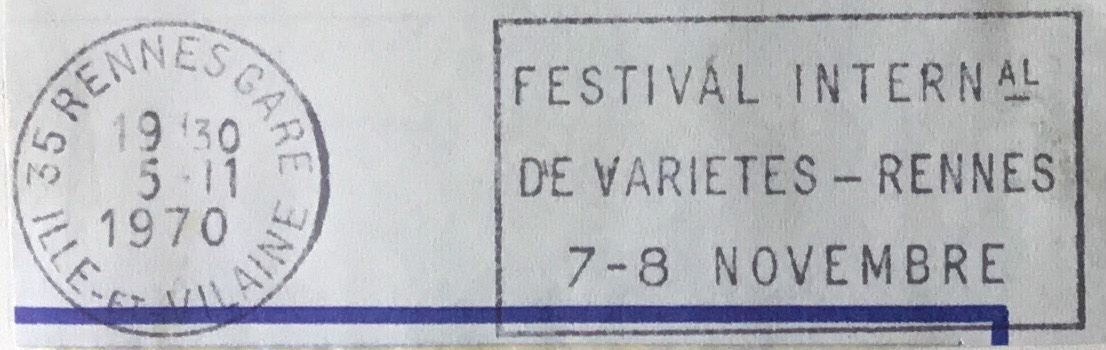 35 RENNES GARE
19 30
5 - 11
1970
ILLE-ET-VILAINE
FESTIVAL INTERNAL
DE VARIETES – RENNES
7-8 NOVEMBRE